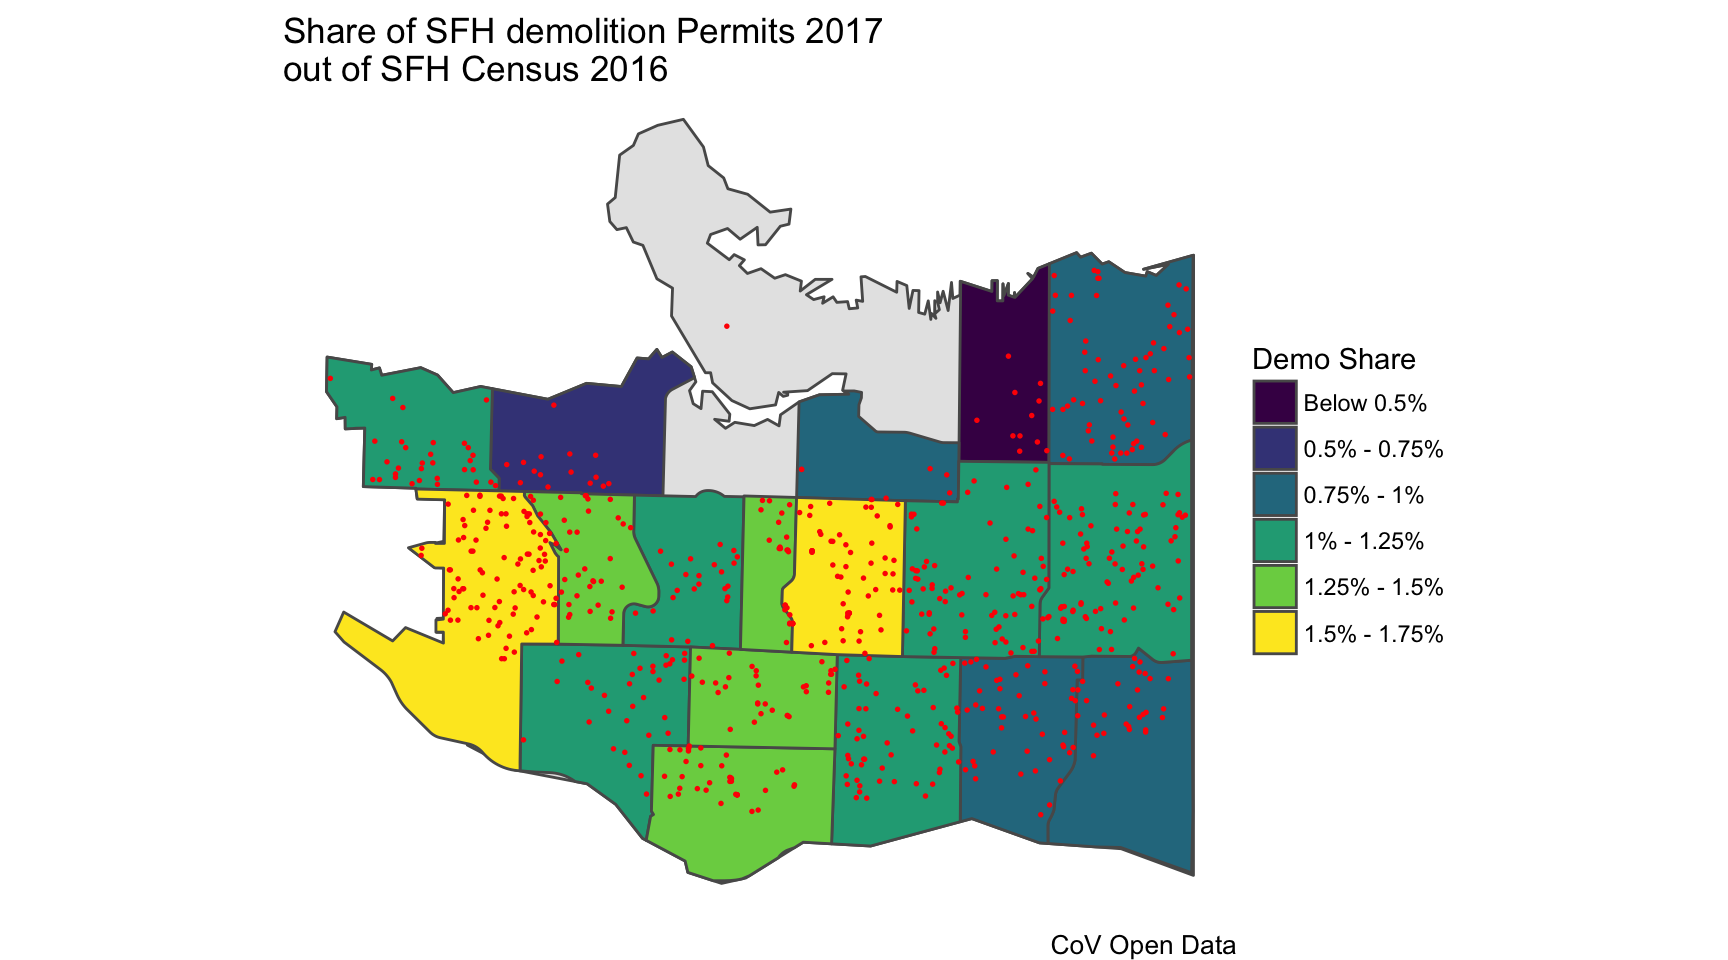 Share of SFH demolition Permits 2017
out of SFH Census 2016
Demo Share
Below 0.5%
0.5% - 0.75%
0.75% - 1%
1% - 1.25%
1.25% - 1.5%
1.5% - 1.75%
CoV Open Data